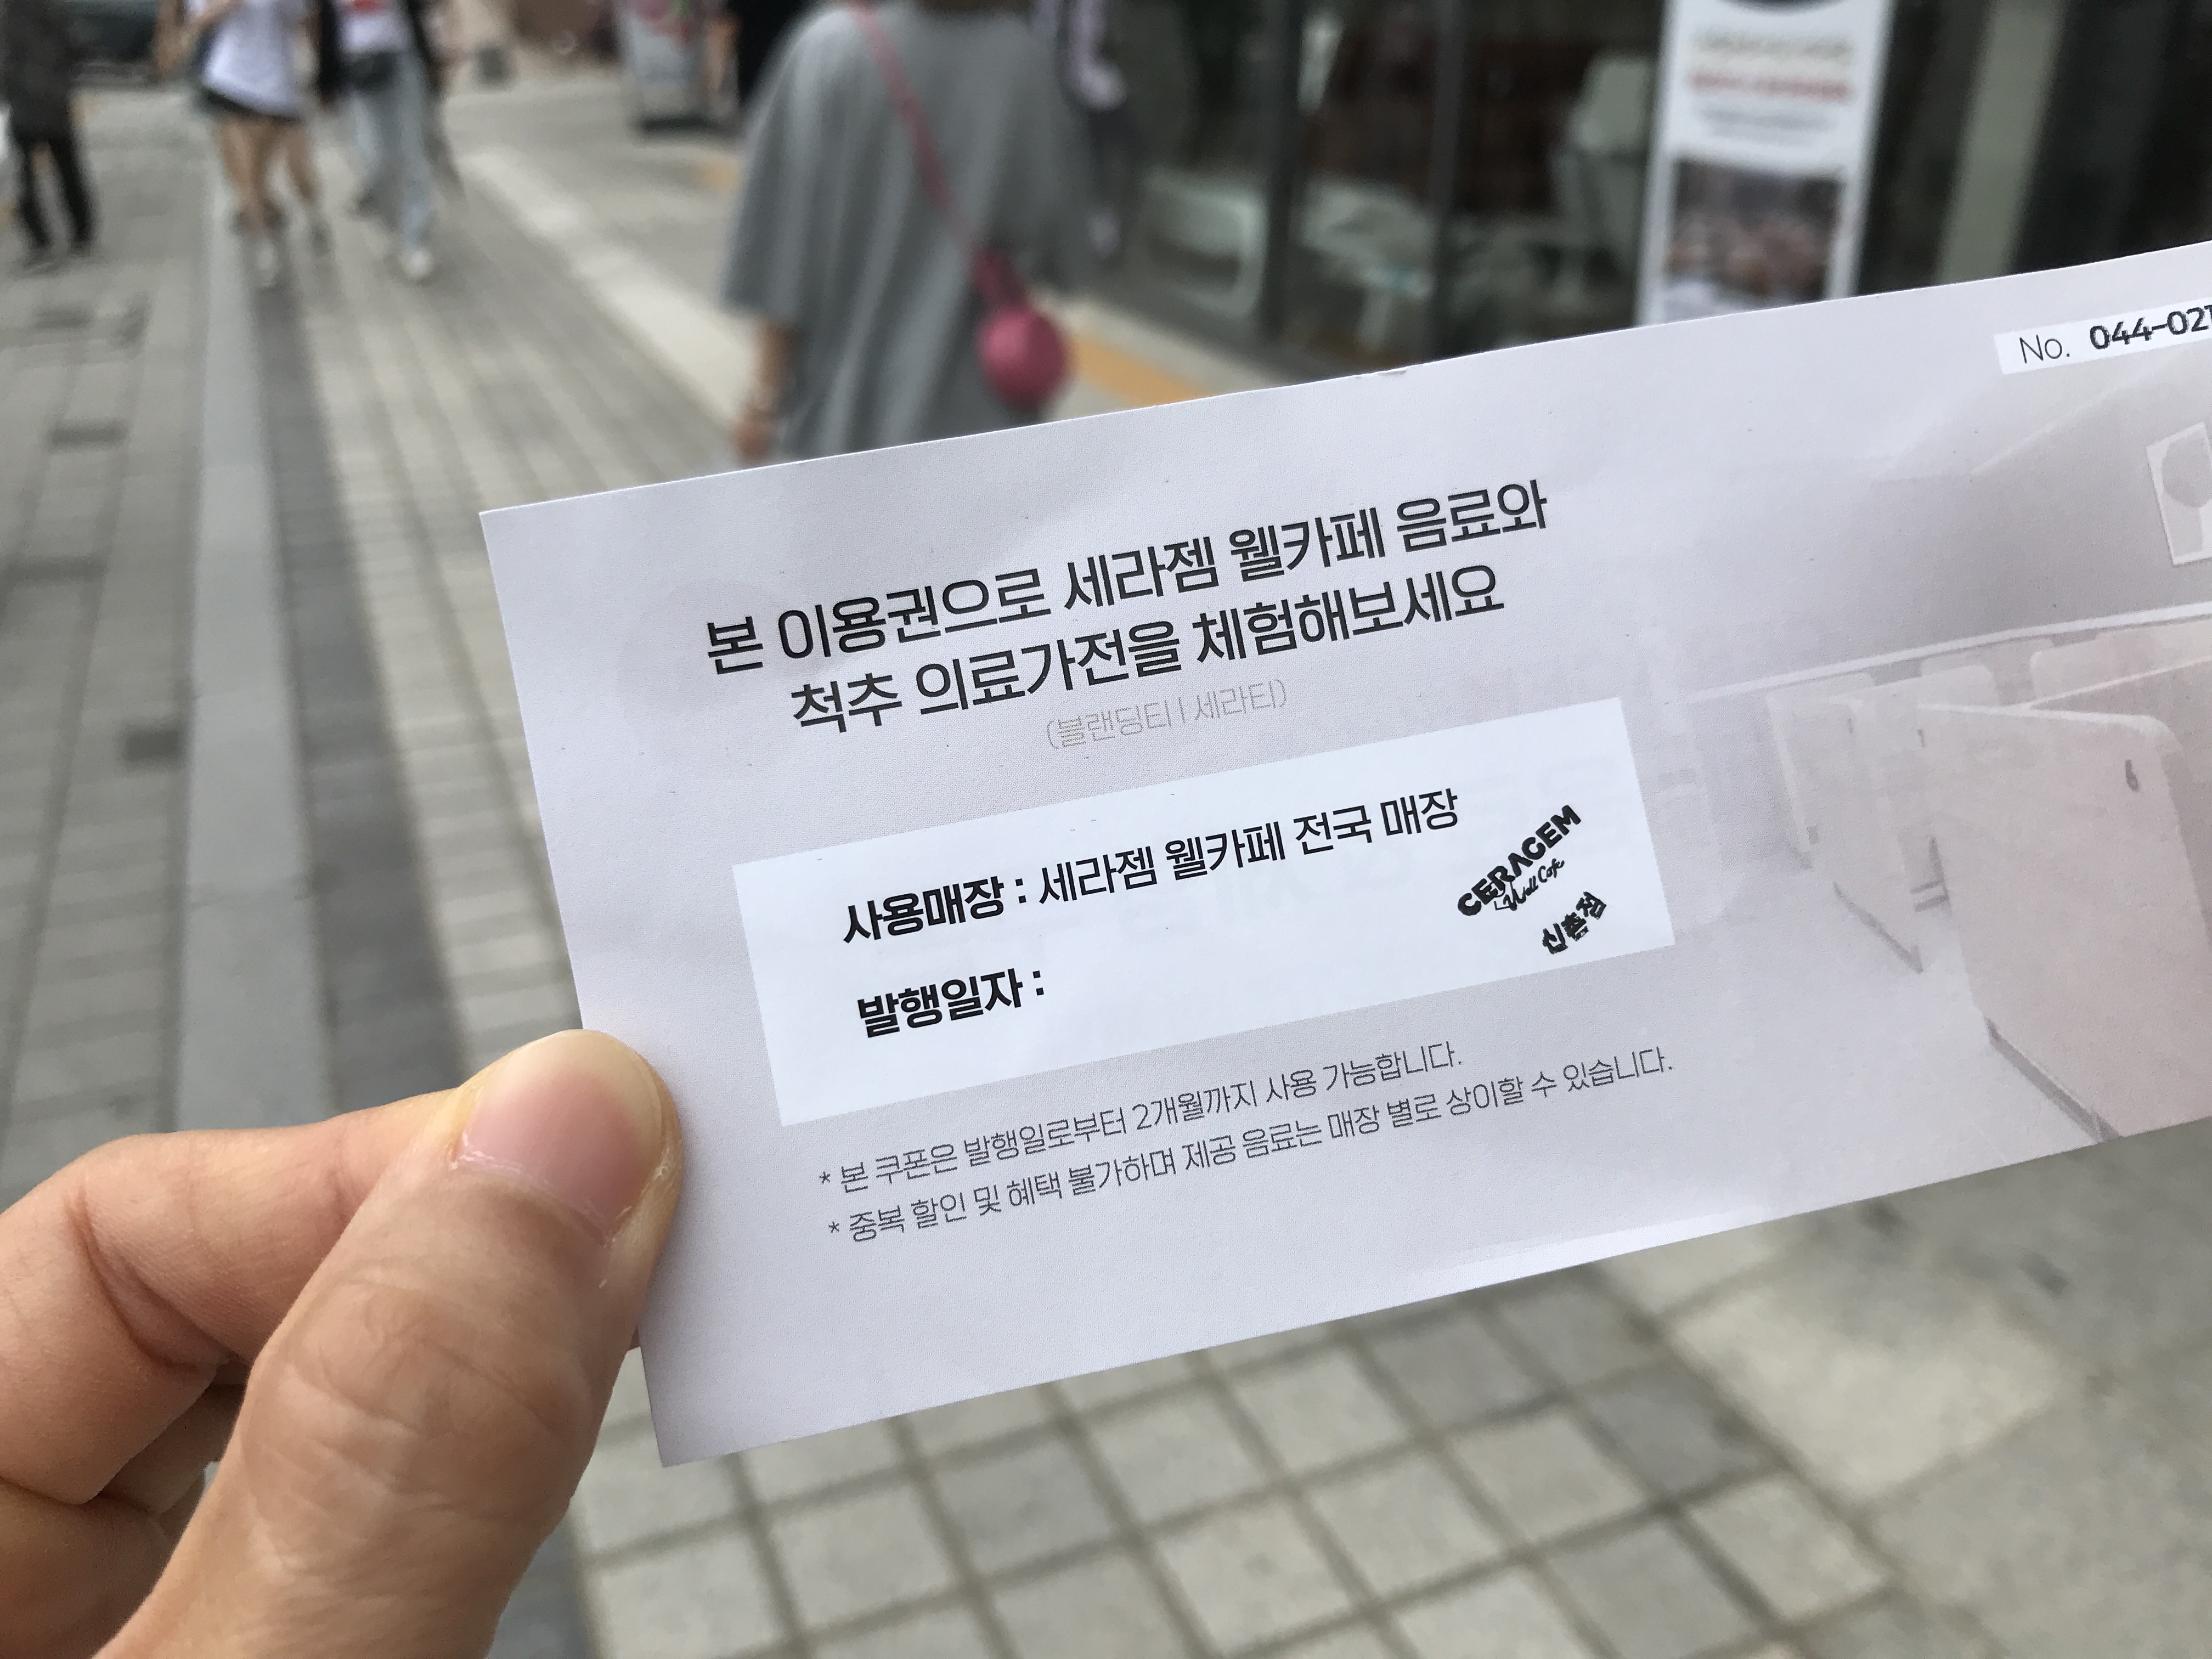 No. 044-021
본 이용권으로 세라젬 웰카페 음료와
척추 의료가전을 체험해보세요
(블랜딩티 | 세라티)
사용매장 : 세라젬 웰카페 전국 매장
CERAGEM
Well Cafe
신촌점
발행일자 :
* 본 쿠폰은 발행일로부터 2개월까지 사용 가능합니다.
* 중복 할인 및 혜택 불가하며 제공 음료는 매장 별로 상이할 수 있습니다.